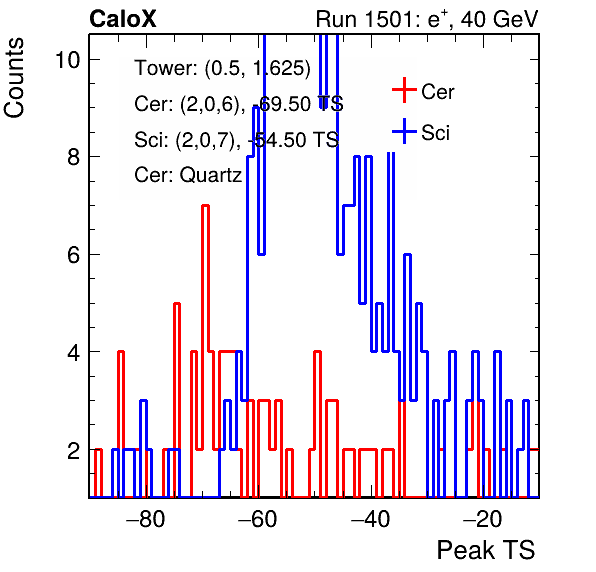 CaloX Run 1501: e⁺, 40 GeV
Counts
Tower: (0.5, 1.625)
Cer: (2,0,6), -69.50 TS
Sci: (2,0,7), -54.50 TS
Cer: Quartz
Cer
Sci
10
8
6
4
2
−80 −60 −40 −20
Peak TS